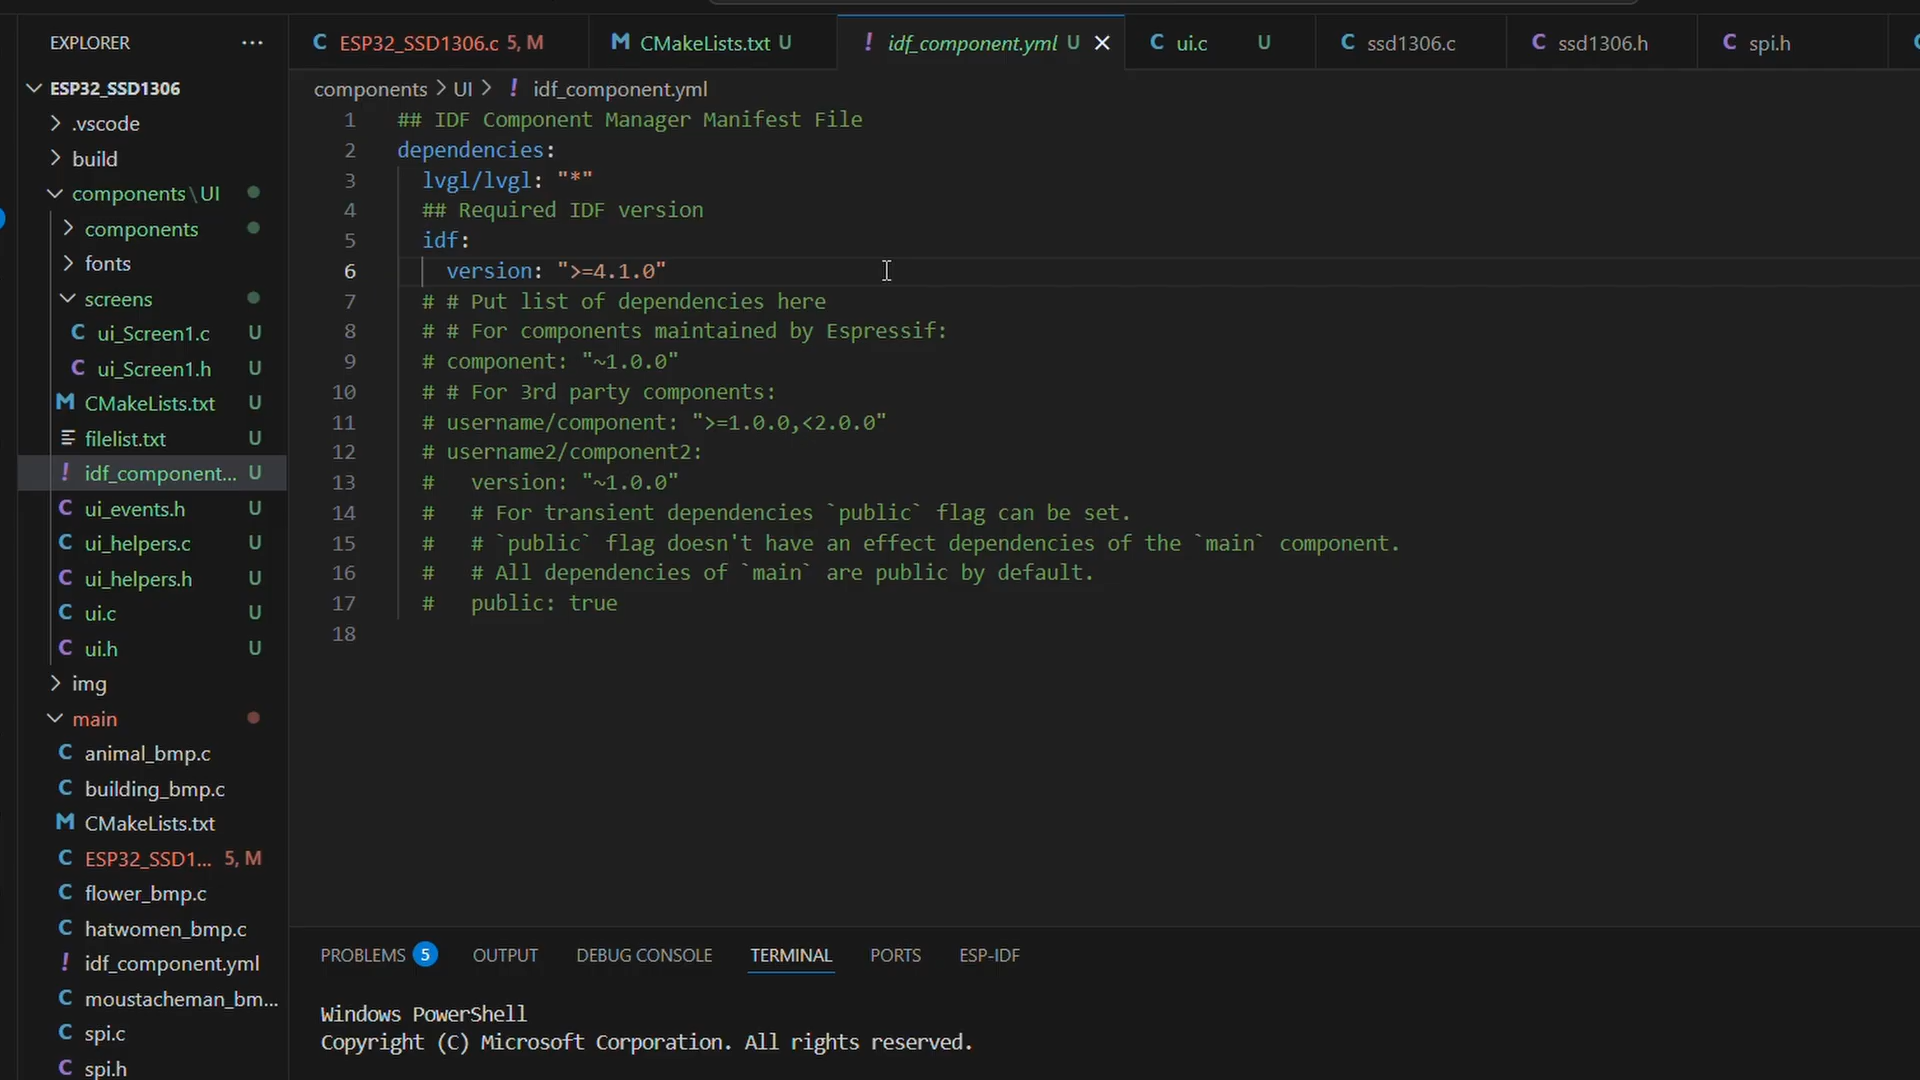 EXPLORER ...
ESP32_SSD1306
.vscode
build
components\UI
components
fonts
screens
C ui_Screen1.c U
C ui_Screen1.h U
M CMakeLists.txt U
filelist.txt U
! idf_component... U
C ui_events.h U
C ui_helpers.c U
C ui_helpers.h U
C ui.c U
C ui.h U
img
main
C animal_bmp.c
C building_bmp.c
M CMakeLists.txt
C ESP32_SSD1... 5, M
C flower_bmp.c
C hatwomen_bmp.c
! idf_component.yml
C moustacheman_bm...
C spi.c
C spi.h
C ESP32_SSD1306.c 5, M
M CMakeLists.txt U
! idf_component.yml U
C ui.c U
C ssd1306.c
C ssd1306.h
C spi.h
components > UI > ! idf_component.yml
1 ## IDF Component Manager Manifest File
2 dependencies:
3 lvgl/lvgl: "*"
4 ## Required IDF version
5 idf:
6 version: ">=4.1.0"
7 # # Put list of dependencies here
8 # # For components maintained by Espressif:
9 # component: "~1.0.0"
10 # # For 3rd party components:
11 # username/component: ">=1.0.0,<2.0.0"
12 # username2/component2:
13 # version: "~1.0.0"
14 # # For transient dependencies `public` flag can be set.
15 # # `public` flag doesn't have an effect dependencies of the `main` component.
16 # # All dependencies of `main` are public by default.
17 # public: true
18
PROBLEMS 5 OUTPUT DEBUG CONSOLE TERMINAL PORTS ESP-IDF
Windows PowerShell
Copyright (C) Microsoft Corporation. All rights reserved.